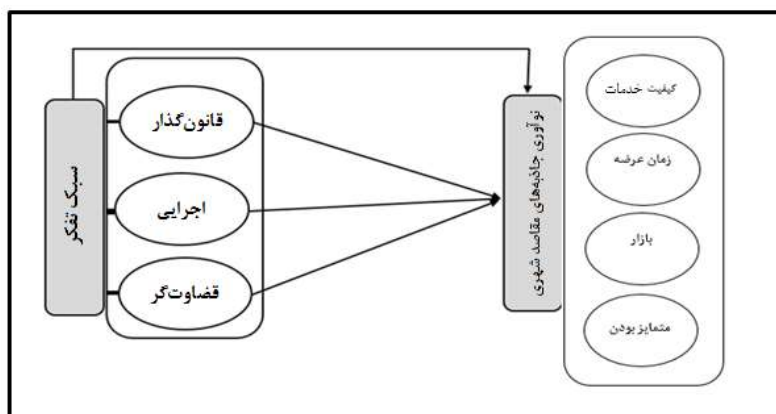 سبک تفکر
قانون‌گذار
اجرایی
قضاوت‌گر
نوآوری جاذبه‌های مقاصد شهری
کیفیت خدمات
زمان عرضه
بازار
متمایز بودن